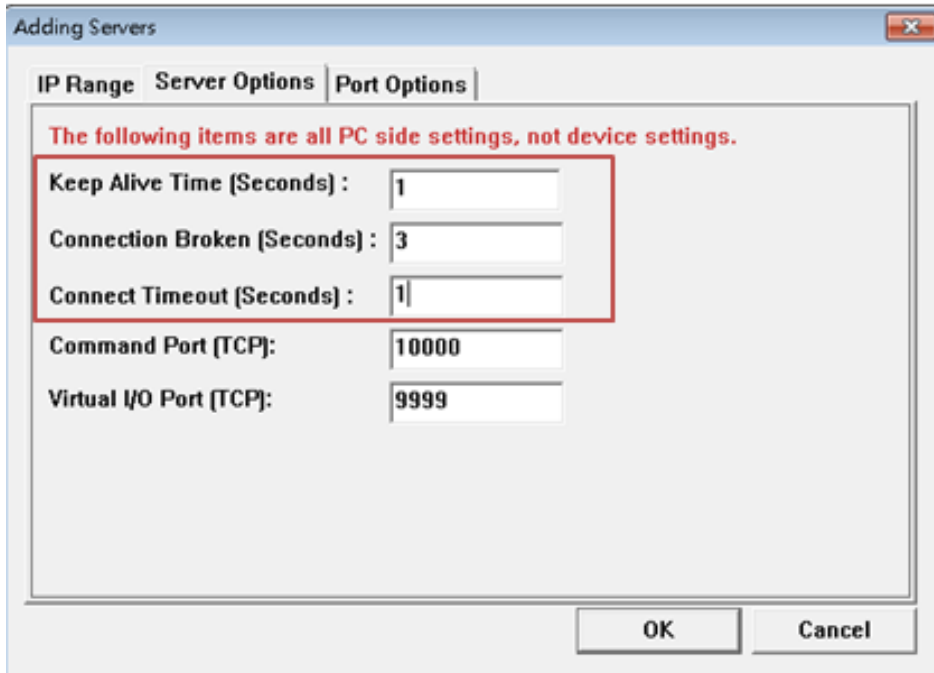 Adding Servers
IP Range Server Options Port Options
The following items are all PC side settings, not device settings.
Keep Alive Time (Seconds) : 1
Connection Broken (Seconds) : 3
Connect Timeout (Seconds) : 1
Command Port (TCP): 10000
Virtual I/O Port (TCP): 9999
OK Cancel